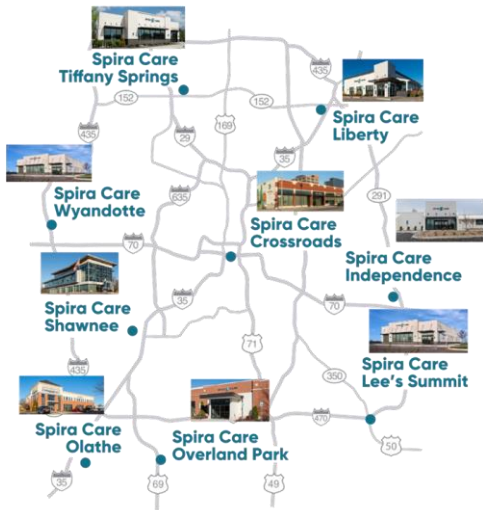 Spira Care
Tiffany Springs
435
152
152
Spira Care
Liberty
435
29
169
35
Spira Care
Wyandotte
635
Spira Care
Crossroads
291
70
Spira Care
Independence
Spira Care
Shawnee
35
70
71
Spira Care
Lee's Summit
435
350
Spira Care
Olathe
Spira Care
Overland Park
470
50
35
69
49